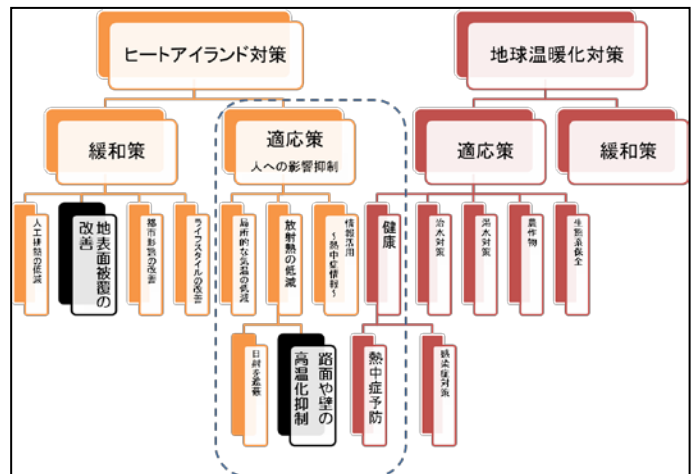 ヒートアイランド対策
地球温暖化対策
緩和策
適応策
人への影響抑制
適応策
緩和策
人工排熱の低減
地表面被覆の
改善
都市形態の改善
ライフスタイルの改善
局所的な気温の低減
放射熱の低減
情報活用
~熱中症情報~
健康
治水対策
渇水対策
農作物
生態系保全
日射を遮蔽
路面や壁の
高温化抑制
熱中症予防
感染症対策